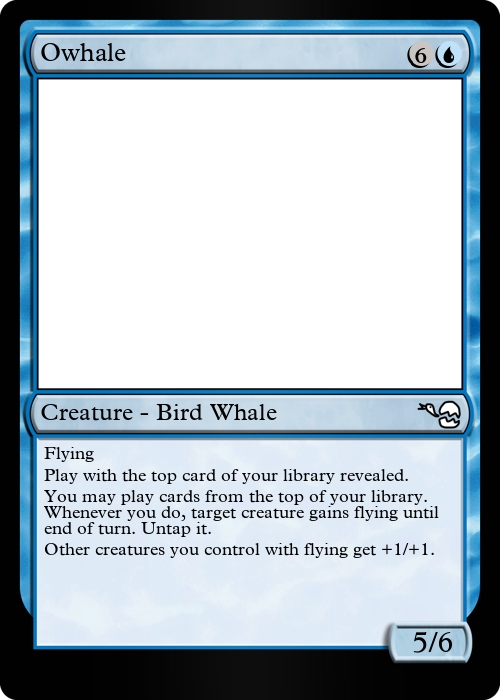 Owhale 6
Creature - Bird Whale
Flying
Play with the top card of your library revealed.
You may play cards from the top of your library.
Whenever you do, target creature gains flying until
end of turn. Untap it.
Other creatures you control with flying get +1/+1.
5/6